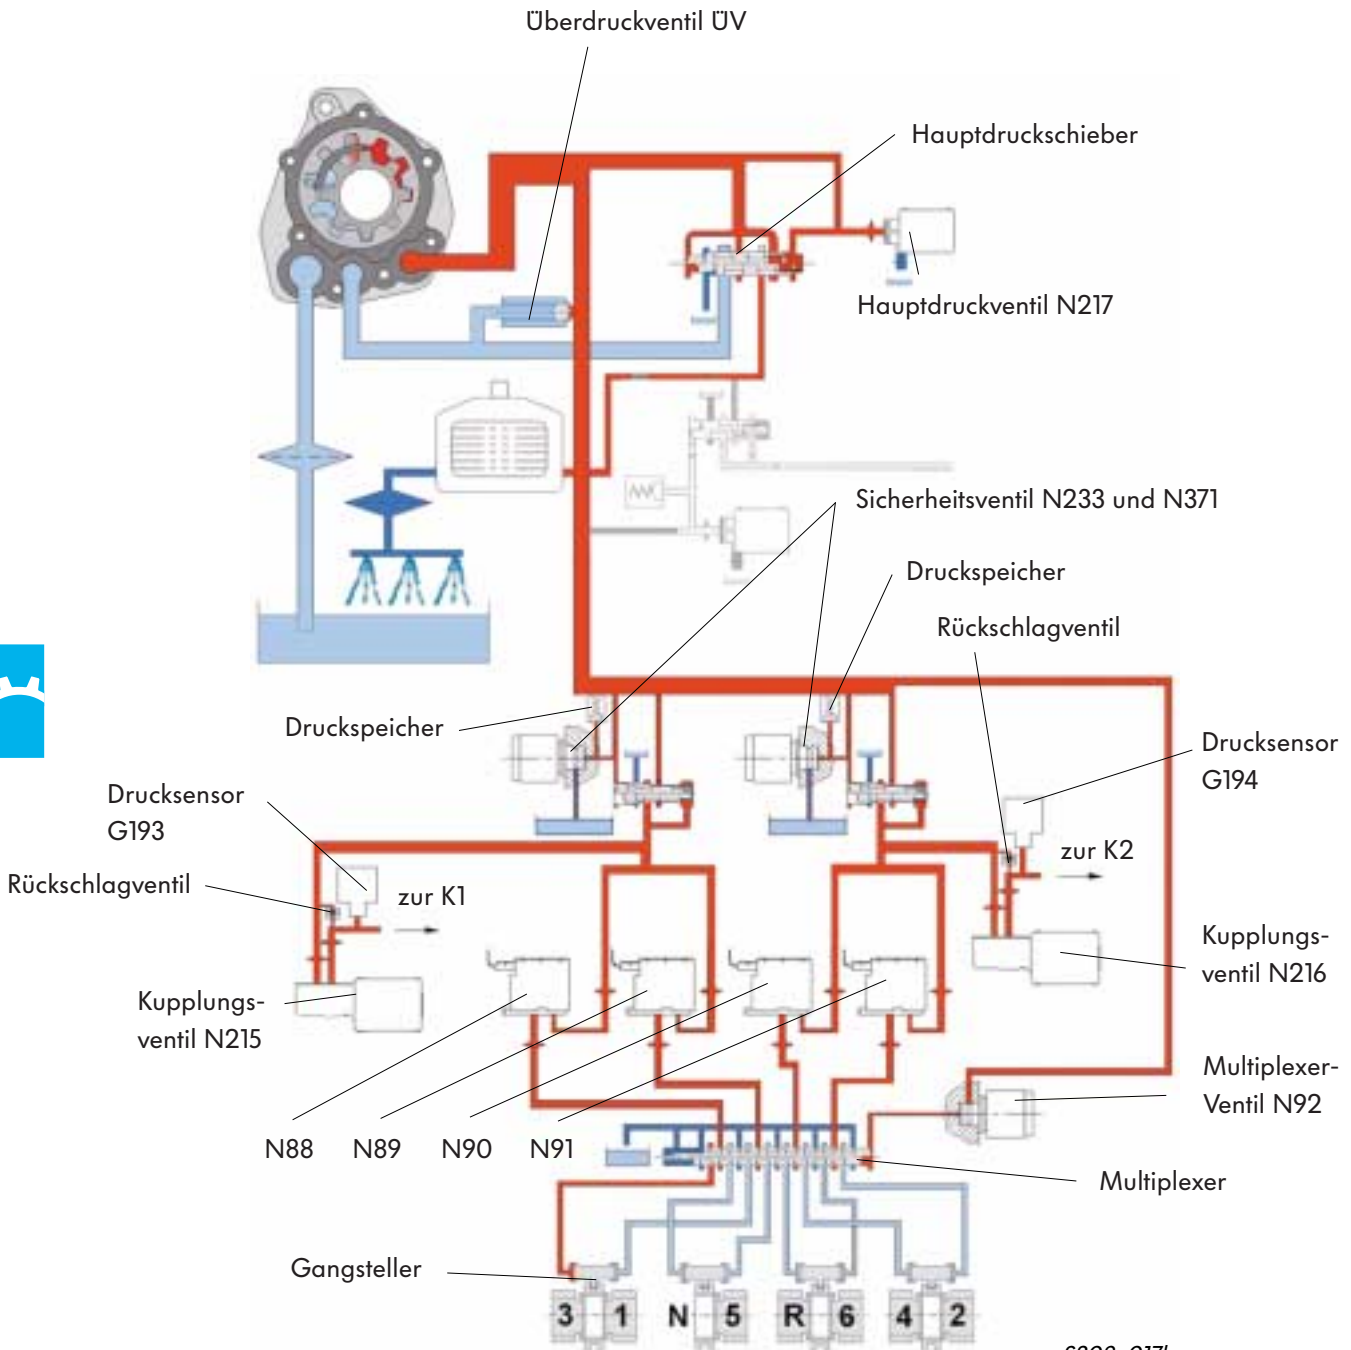 Überdruckventil ÜV
Hauptdruckschieber
Hauptdruckventil N217
Sicherheitsventil N233 und N371
Druckspeicher
Rückschlagventil
Druckspeicher
Drucksensor
G194
Drucksensor
G193
zur K2
Rückschlagventil
zur K1
Kupplungs-
ventil N216
Kupplungs-
ventil N215
Multiplexer-
Ventil N92
N88 N89 N90 N91
Multiplexer
Gangsteller
3 1 N 5 R 6 4 2